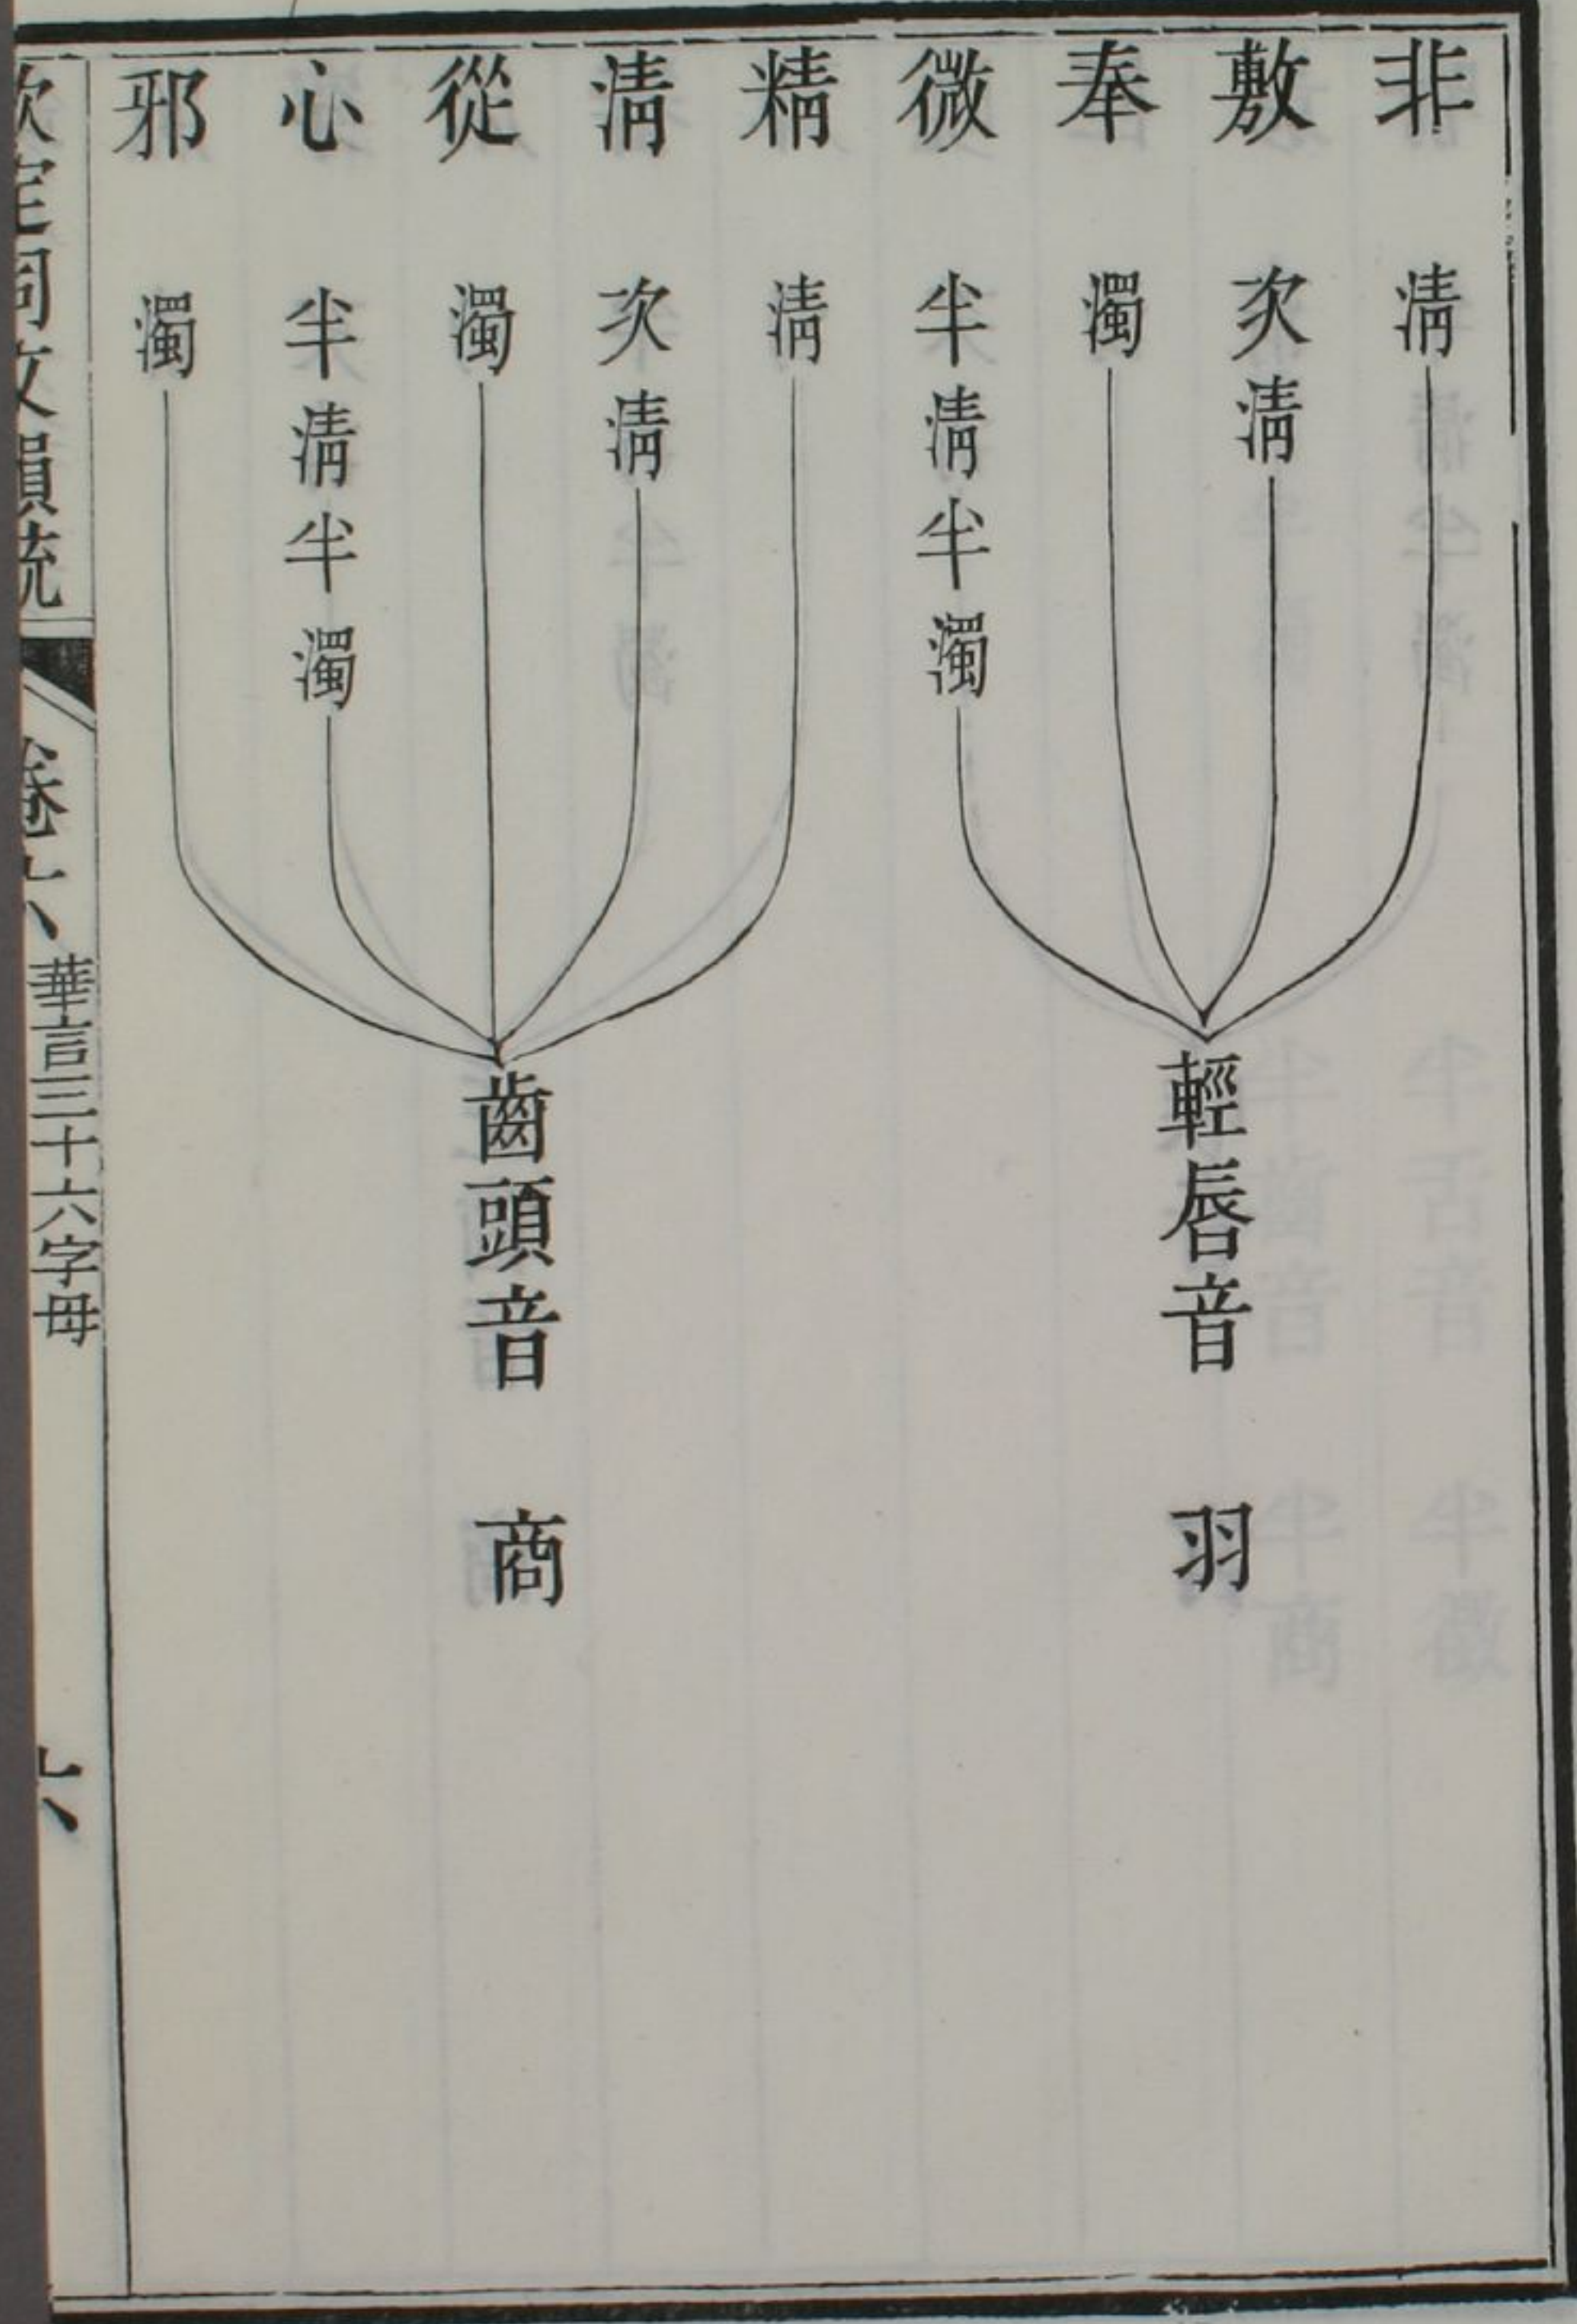 非 清
敷 次清
奉 濁
微 半清半濁
輕唇音 羽
精 清
清 次清
從 濁
心 半清半濁
邪 濁
齒頭音 商
欽定同文韻統 卷六 華言三十六字母 六